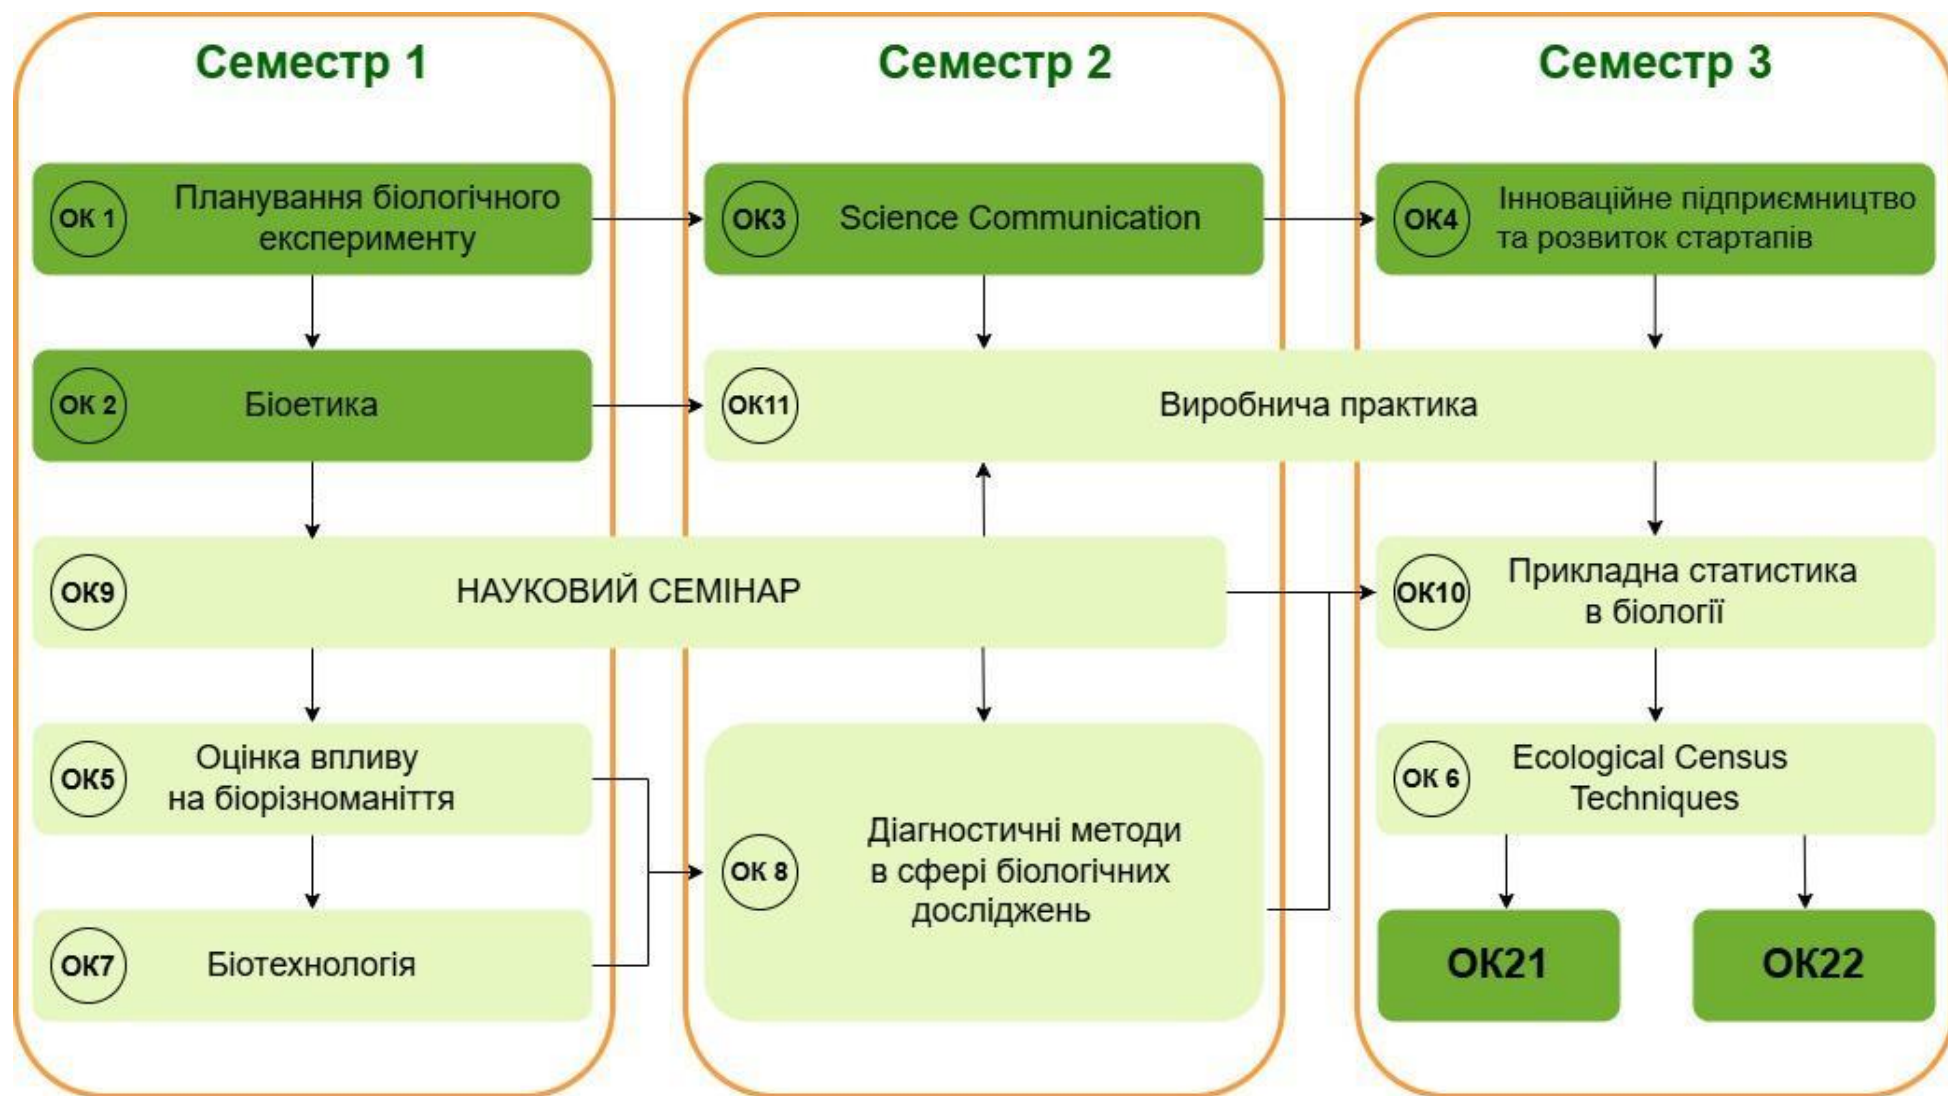 Семестр 1
Семестр 2
Семестр 3
ОК 1
Планування біологічного
експерименту
ОК3
Science Communication
ОК4
Інноваційне підприємництво
та розвиток стартапів
ОК 2
Біоетика
ОК11
Виробнича практика
ОК9
НАУКОВИЙ СЕМІНАР
ОК10
Прикладна статистика
в біології
ОК5
Оцінка впливу
на біорізноманіття
ОК 8
Діагностичні методи
в сфері біологічних
досліджень
ОК 6
Ecological Census
Techniques
ОК7
Біотехнологія
ОК21
ОК22